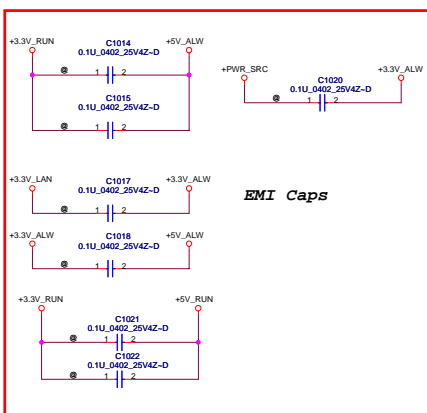 +3.3V_RUN
C1014
0.1U_0402_25V4Z~D
+5V_ALW
@ 1 2
C1015
0.1U_0402_25V4Z~D
@ 1 2
+PWR_SRC
C1020
0.1U_0402_25V4Z~D
+3.3V_ALW
@ 1 2
+3.3V_LAN
C1017
0.1U_0402_25V4Z~D
+3.3V_ALW
@ 1 2
EMI Caps
+3.3V_ALW
C1018
0.1U_0402_25V4Z~D
+5V_ALW
@ 1 2
+3.3V_RUN
+5V_RUN
C1021
0.1U_0402_25V4Z~D
@ 1 2
C1022
0.1U_0402_25V4Z~D
@ 1 2